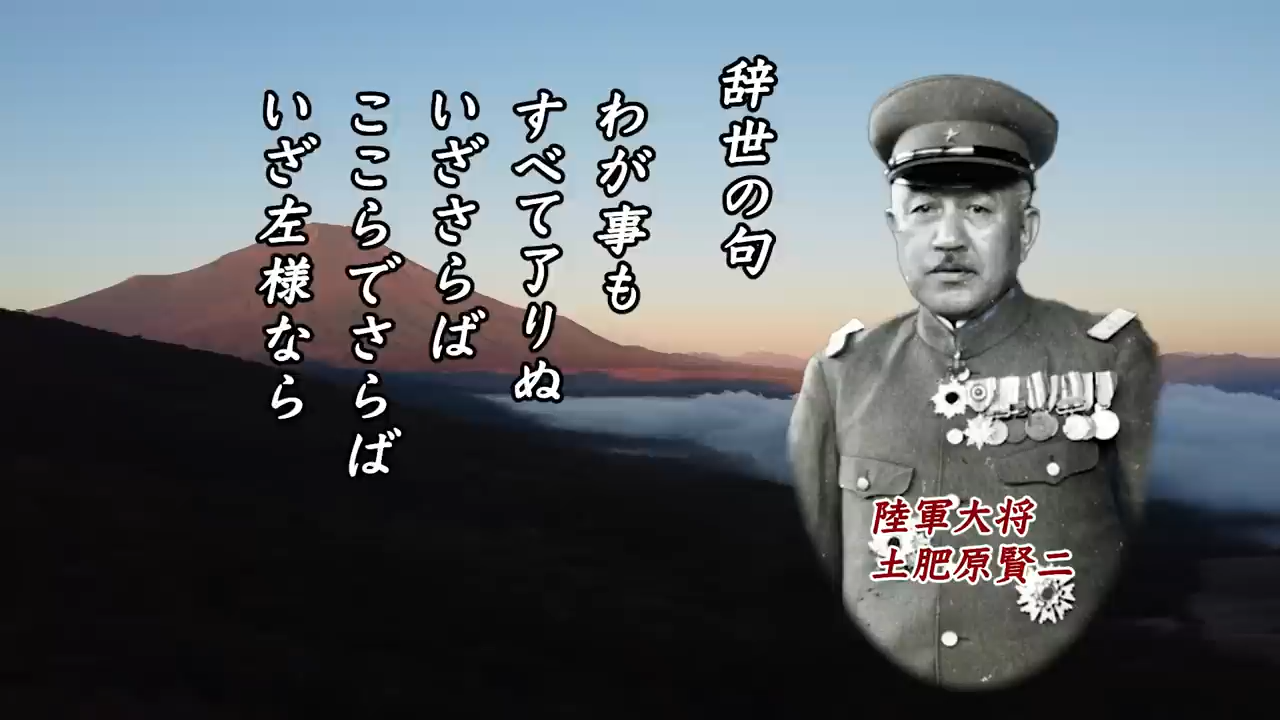 辞世の句
わが事も
すべて了りぬ
いざさらば
ここらでさらば
いざ左様なら
陸軍大将
土肥原賢二